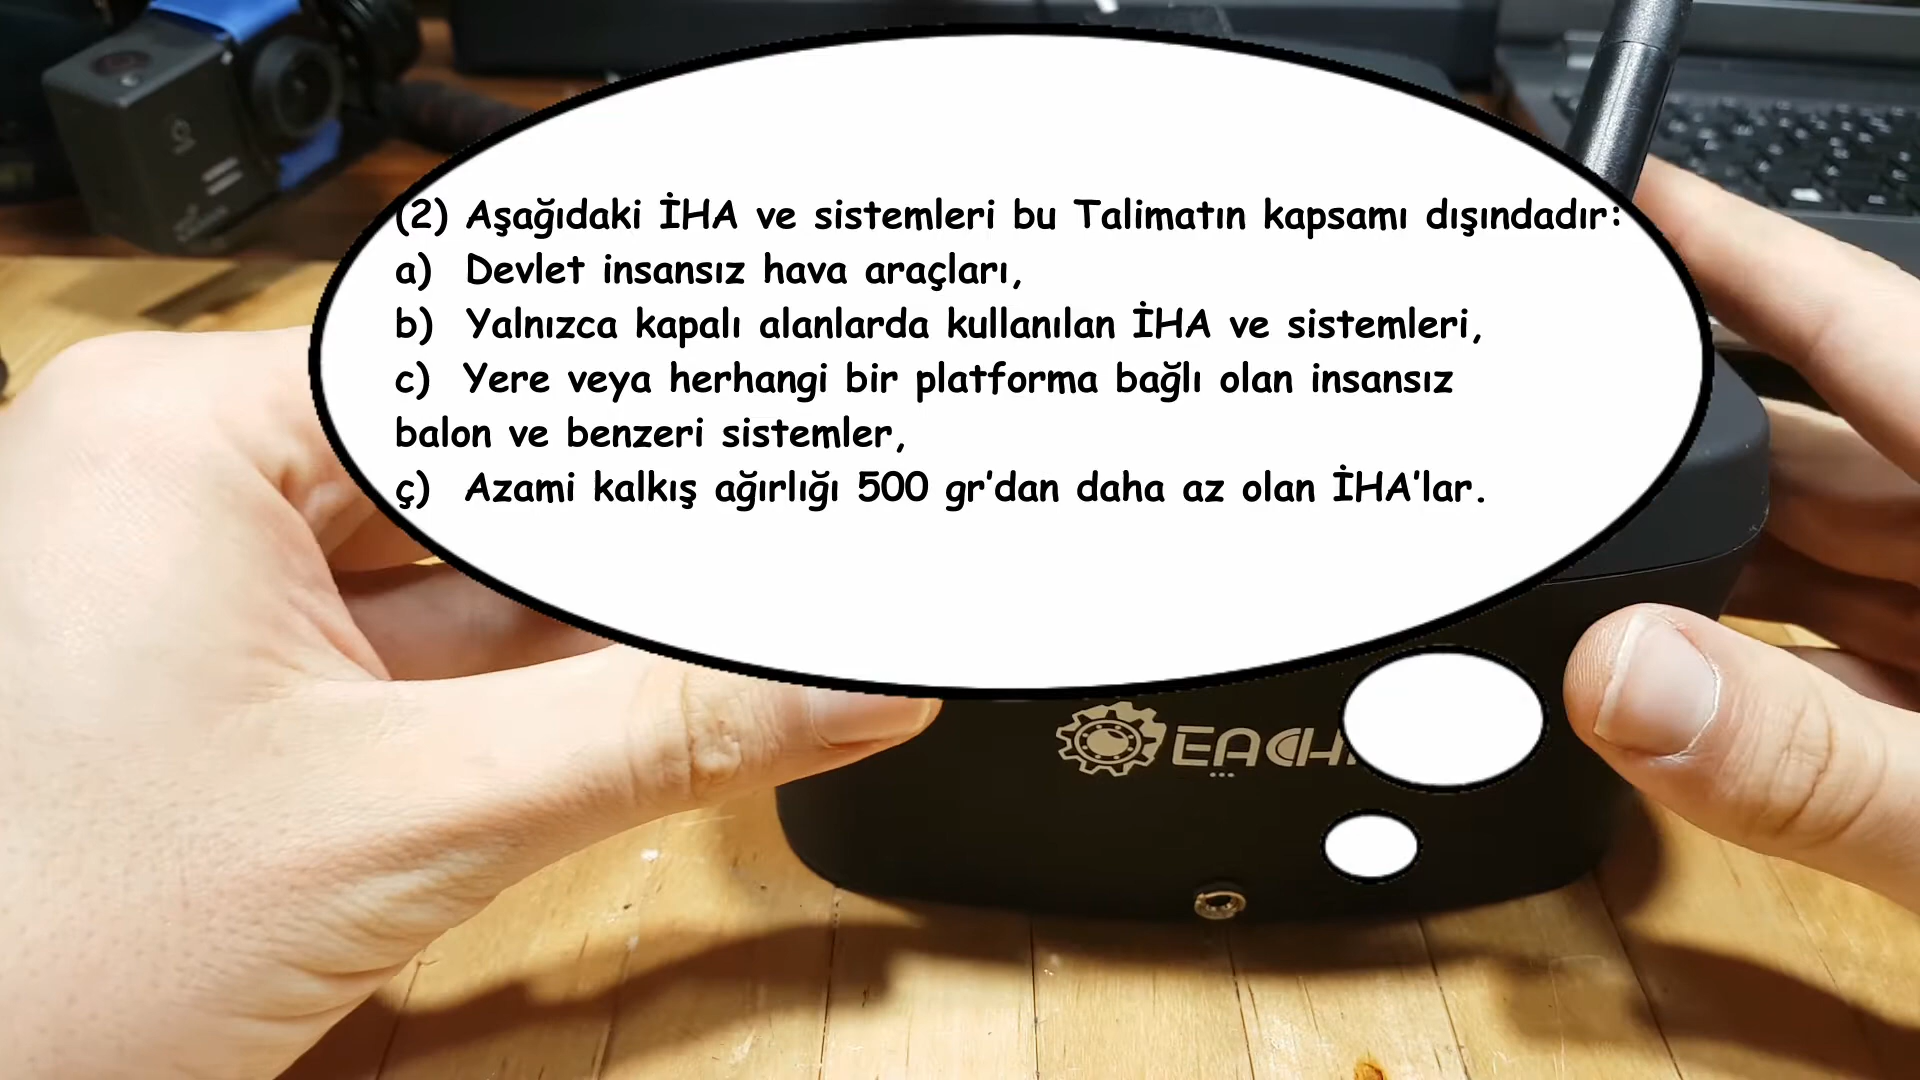 (2) Aşağıdaki İHA ve sistemleri bu Talimatın kapsamı dışındadır:
a) Devlet insansız hava araçları,
b) Yalnızca kapalı alanlarda kullanılan İHA ve sistemleri,
c) Yere veya herhangi bir platforma bağlı olan insansız
balon ve benzeri sistemler,
ç) Azami kalkış ağırlığı 500 gr’dan daha az olan İHA’lar.
EACH